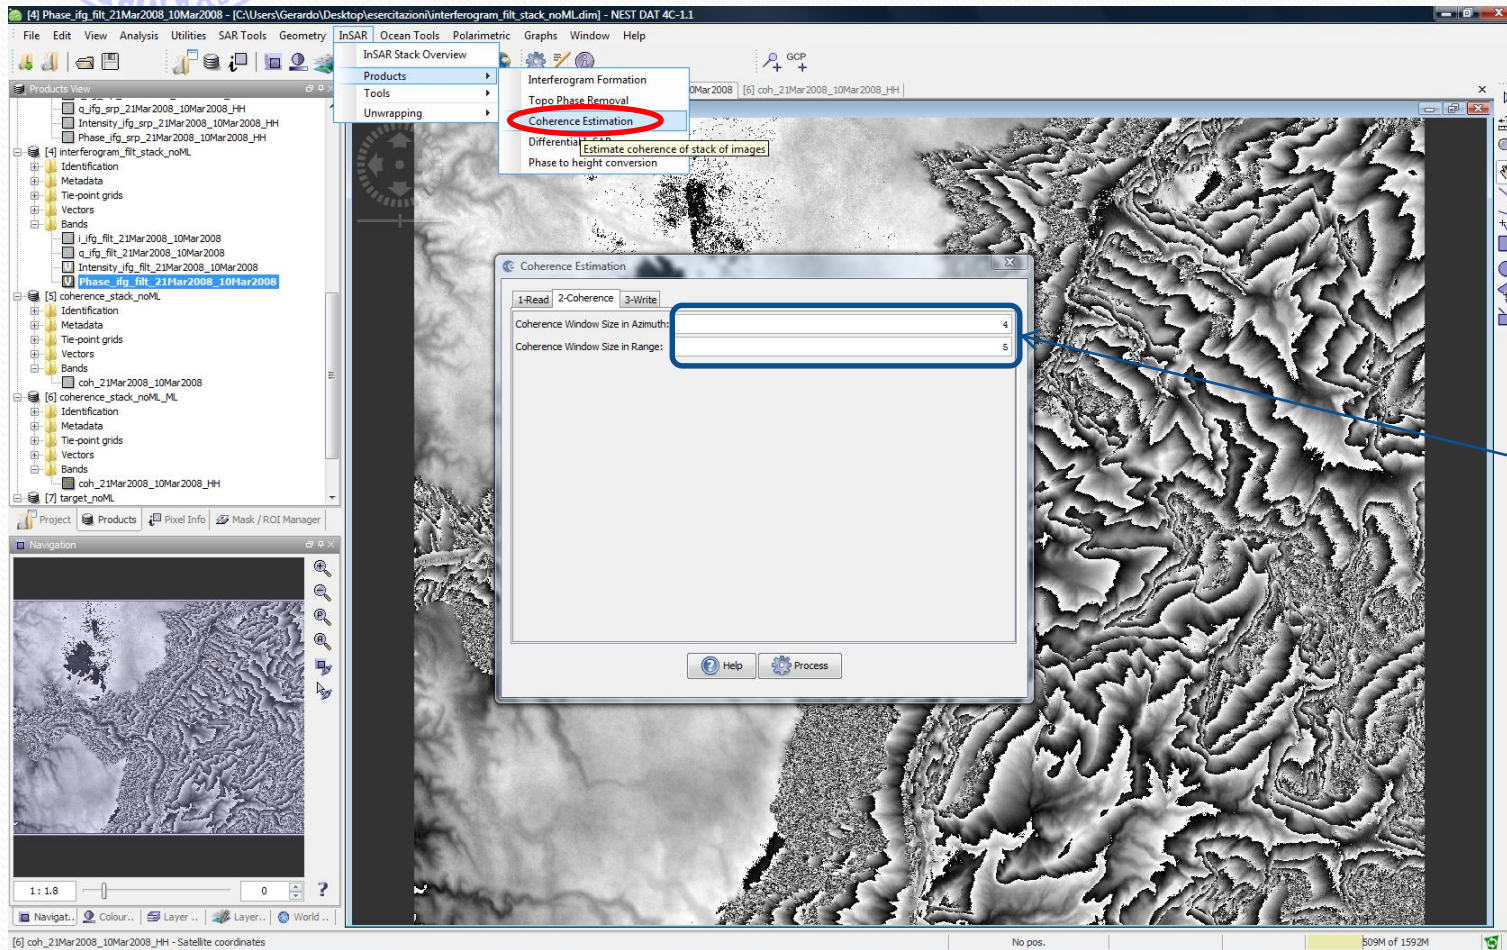 [4] Phase_ifg_filt_21Mar2008_10Mar2008 - [C:\Users\Gerardo\Desktop\esercitazioni\interferogram_filt_stack_noML.dim] - NEST DAT 4C-1.1
File Edit View Analysis Utilities SAR Tools Geometry InSAR Ocean Tools Polarimetric Graphs Window Help
InSAR Stack Overview
Products
Tools
Unwrapping
Interferogram Formation
Topo Phase Removal
Coherence Estimation
Differential
Estimate coherence of stack of images
Phase to height conversion
GCP
0Mar2008 [6] coh_21Mar2008_10Mar2008_HH
Products View
q_ifg_srp_21Mar2008_10Mar2008_HH
Intensity_ifg_srp_21Mar2008_10Mar2008_HH
Phase_ifg_srp_21Mar2008_10Mar2008_HH
[4] interferogram_filt_stack_noML
Identification
Metadata
Tie-point grids
Vectors
Bands
i_ifg_filt_21Mar2008_10Mar2008
q_ifg_filt_21Mar2008_10Mar2008
Intensity_ifg_filt_21Mar2008_10Mar2008
Phase_ifg_filt_21Mar2008_10Mar2008
[5] coherence_stack_noML
Identification
Metadata
Tie-point grids
Vectors
Bands
coh_21Mar2008_10Mar2008
[6] coherence_stack_noML_ML
Identification
Metadata
Tie-point grids
Vectors
Bands
coh_21Mar2008_10Mar2008_HH
[7] target_noML
Project Products Pixel Info Mask / ROI Manager
Navigation
1 : 1.8 0 ?
Navigat.. Colour.. Layer .. Layer.. World ..
Coherence Estimation
1-Read 2-Coherence 3-Write
Coherence Window Size in Azimuth: 4
Coherence Window Size in Range: 5
Help Process
[6] coh_21Mar2008_10Mar2008_HH - Satellite coordinates No pos. 509M of 1592M